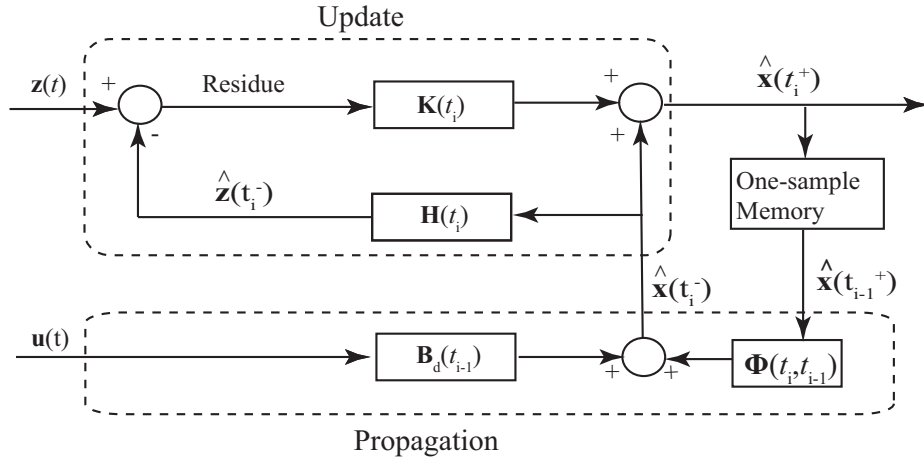 Update
z(t)
+
Residue
K(t_i)
+
x̂(t_i^+)
-
+
ẑ(t_i^-)
H(t_i)
One-sample
Memory
x̂(t_i^-)
x̂(t_{i-1}^+)
u(t)
B_d(t_{i-1})
+
+
Φ(t_i,t_{i-1})
Propagation